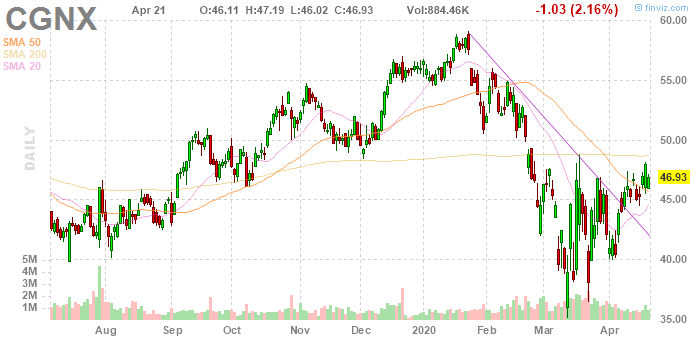 CGNX
Apr 21 O:46.11 H:47.19 L:46.02 C:46.93 Vol:884.46K -1.03 (2.16%)
© finviz.com
SMA 50
SMA 200
SMA 20
DAILY
60.00
55.00
50.00
46.93
45.00
40.00
35.00
5M
4M
3M
2M
1M
Aug Sep Oct Nov Dec 2020 Feb Mar Apr